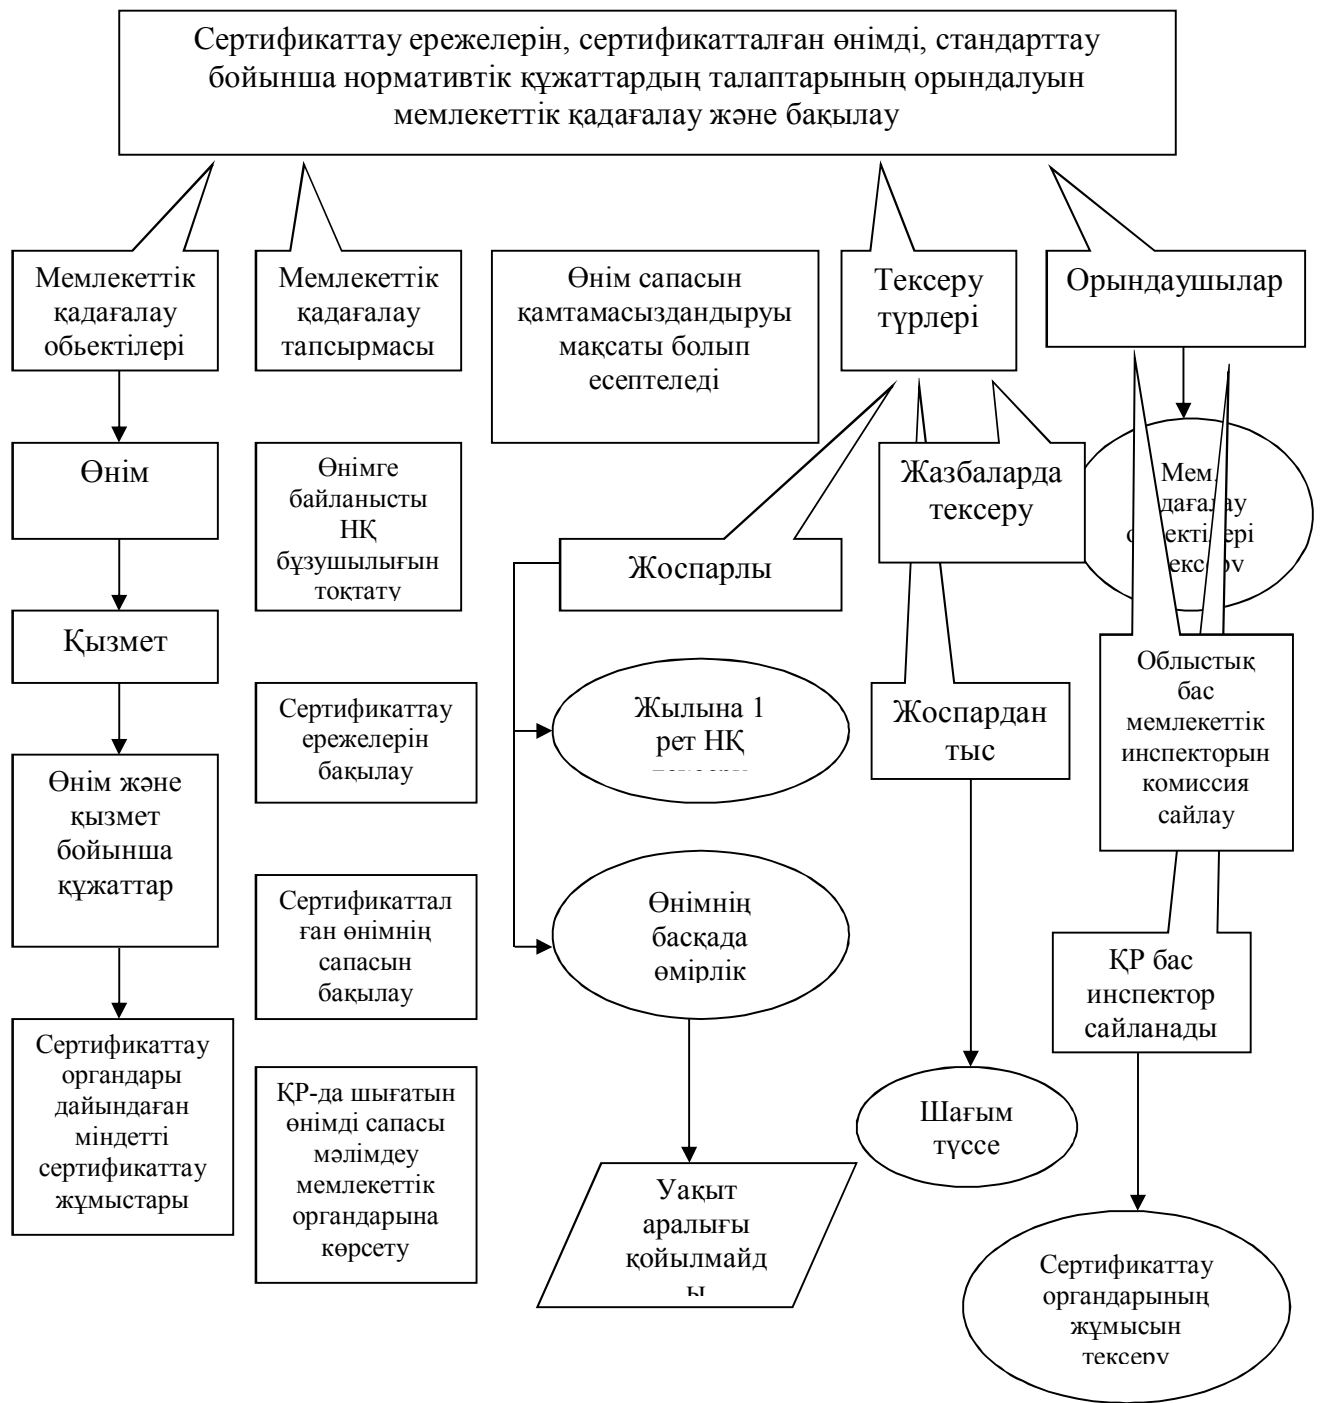 Сертификаттау ережелерін, сертификатталған өнімді, стандарттау
бойынша нормативтік құжаттардың талаптарының орындалуын
мемлекеттік қадағалау және бақылау
Мемлекеттік
қадағалау
обьектілері
Мемлекеттік
қадағалау
тапсырмасы
Өнім сапасын
қамтамасыздандыруы
мақсаты болып
есептеледі
Тексеру
түрлері
Орындаушылар
Өнім
Өнімге
байланысты
НҚ
бұзушылығын
тоқтату
Жазбаларда
тексеру
Мем.
Жоспарлы
Қызмет
Облыстық
бас
мемлекеттік
инспекторын
комиссия
сайлау
Сертификаттау
ережелерін
бақылау
Жылына 1
рет НҚ
Жоспардан
тыс
Өнім және
қызмет
бойынша
құжаттар
Сертификаттал
ған өнімнің
сапасын
бақылау
Өнімнің
басқада
өмірлік
ҚР бас
инспектор
сайланады
Сертификаттау
органдары
дайындаған
міндетті
сертификаттау
жұмыстары
ҚР-да шығатын
өнімді сапасы
мәлімдеу
мемлекеттік
органдарына
көрсету
Шағым
түссе
Уақыт
аралығы
қойылмайд
ы
Сертификаттау
органдарының
жұмысын
тексеру